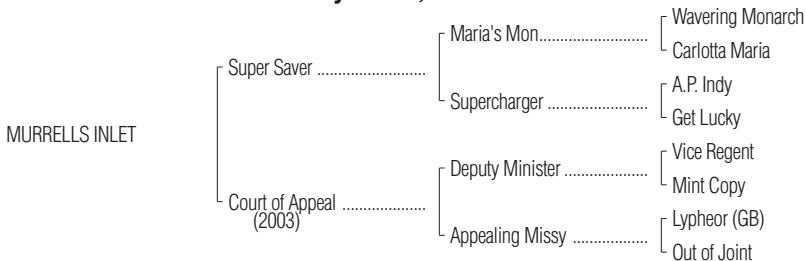 Wavering Monarch
Maria's Mon..........................
Carlotta Maria
Super Saver ..........................
A.P. Indy
Supercharger ........................
Get Lucky
MURRELLS INLET
Vice Regent
Deputy Minister ....................
Mint Copy
Court of Appeal ....................
(2003)
Lypheor (GB)
Appealing Missy ..................
Out of Joint